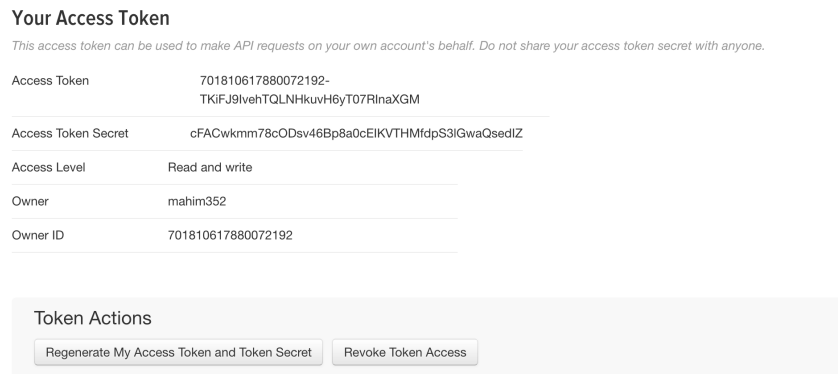 Your Access Token
This access token can be used to make API requests on your own account's behalf. Do not share your access token secret with anyone.
Access Token 701810617880072192-
Access Token Secret
Access Level Read and write
Owner mahim352
Owner ID 701810617880072192
Token Actions
Regenerate My Access Token and Token Secret Revoke Token Access